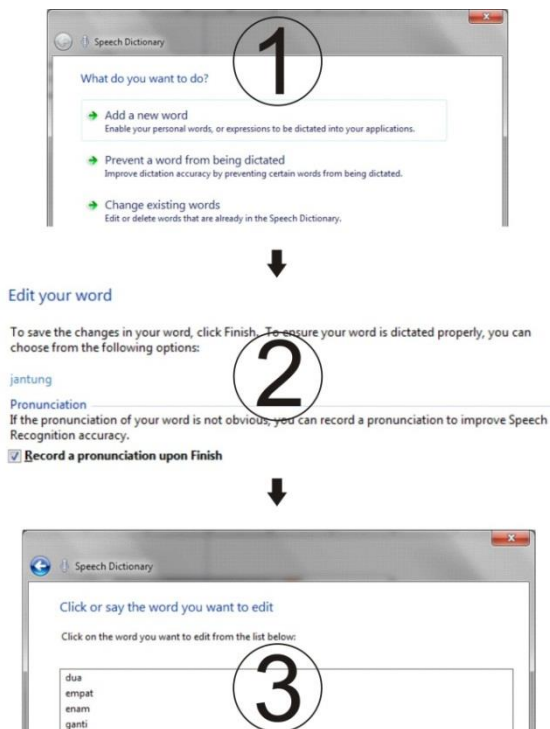 Speech Dictionary
1
What do you want to do?
Add a new word
Enable your personal words, or expressions to be dictated into your applications.
Prevent a word from being dictated
Improve dictation accuracy by preventing certain words from being dictated.
Change existing words
Edit or delete words that are already in the Speech Dictionary.
Edit your word
To save the changes in your word, click Finish. To ensure your word is dictated properly, you can
choose from the following options:
2
jantung
Pronunciation
If the pronunciation of your word is not obvious, you can record a pronunciation to improve Speech
Recognition accuracy.
Record a pronunciation upon Finish
Speech Dictionary
Click or say the word you want to edit
Click on the word you want to edit from the list below:
3
dua
empat
enam
ganti